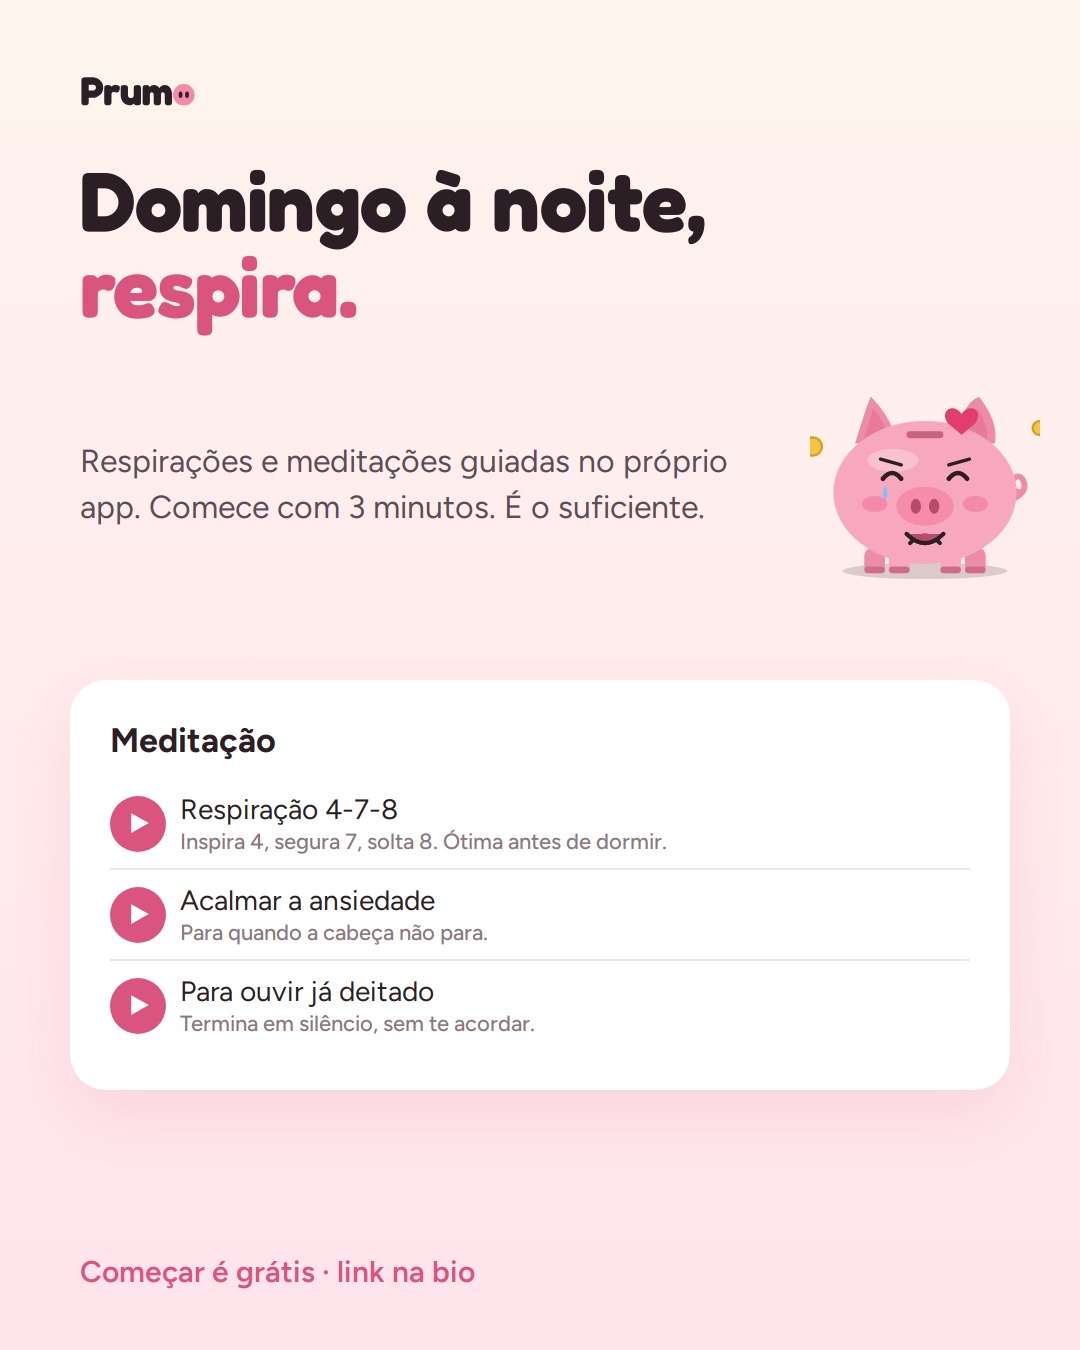 Prumo
Domingo à noite,
respira.
Respirações e meditações guiadas no próprio
app. Comece com 3 minutos. É o suficiente.
Meditação
Respiração 4-7-8
Inspira 4, segura 7, solta 8. Ótima antes de dormir.
Acalmar a ansiedade
Para quando a cabeça não para.
Para ouvir já deitado
Termina em silêncio, sem te acordar.
Começar é grátis · link na bio